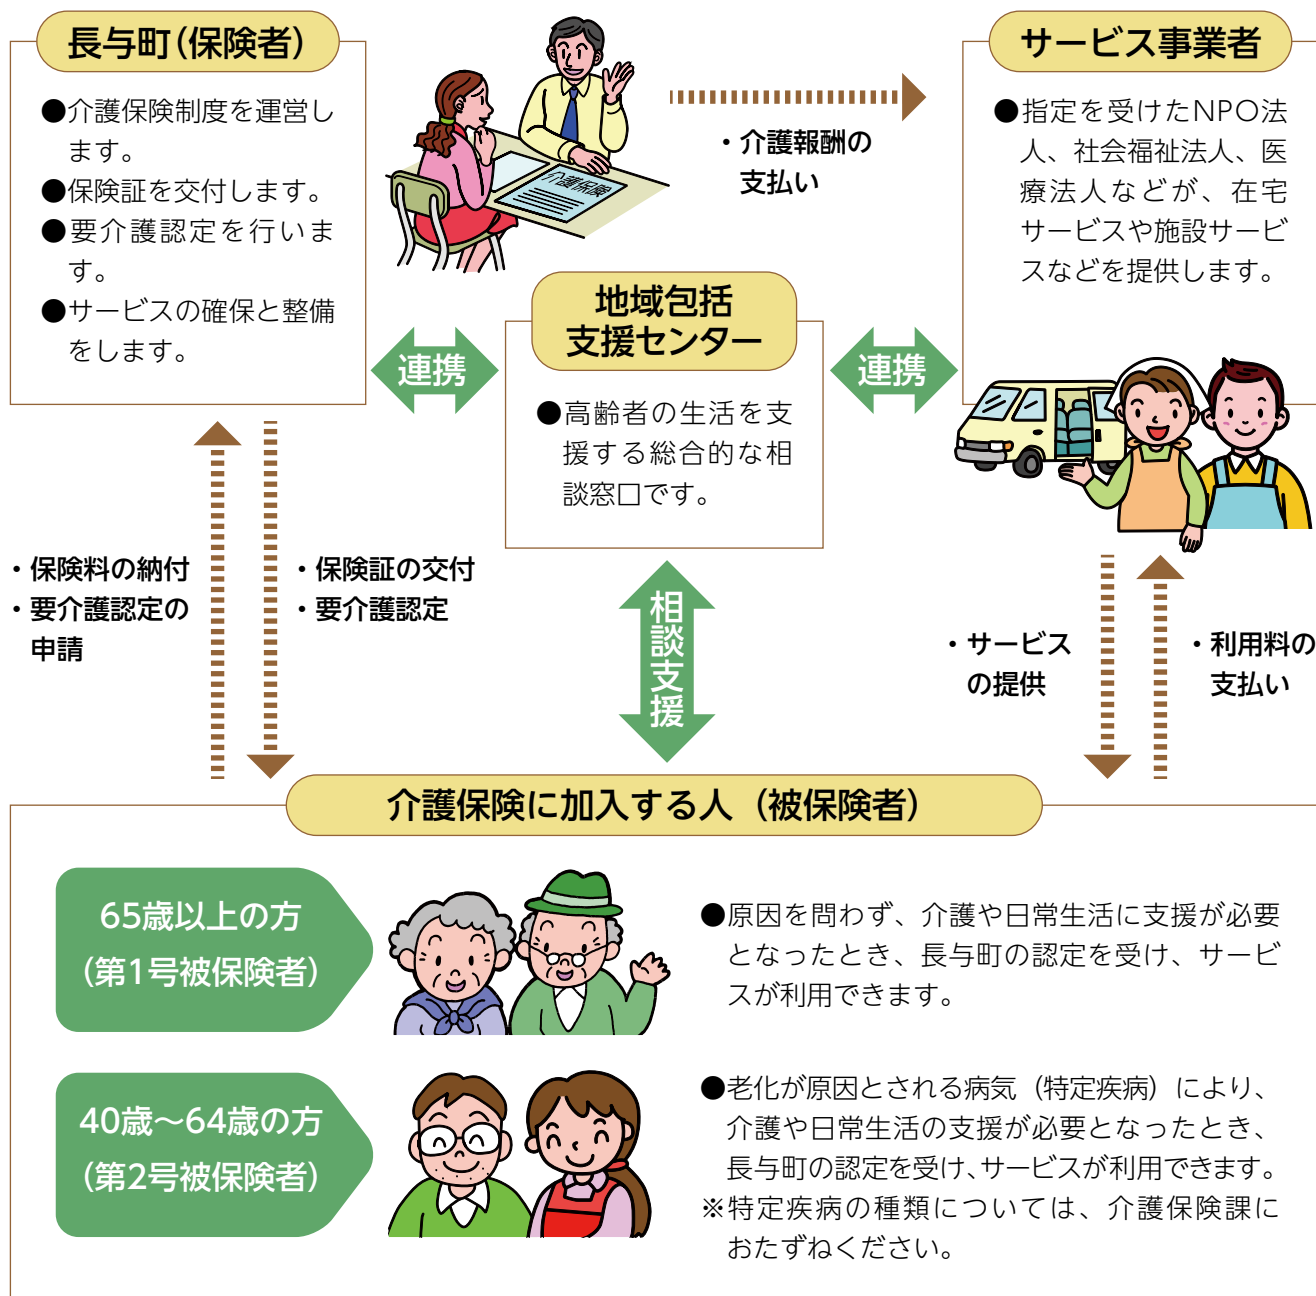 長与町(保険者)
●介護保険制度を運営し
ます。
●保険証を交付します。
●要介護認定を行いま
す。
●サービスの確保と整備
をします。
介護保険
・介護報酬の
支払い
サービス事業者
●指定を受けたNPO法
人、社会福祉法人、医
療法人などが、在宅
サービスや施設サービ
スなどを提供します。
連携
地域包括
支援センター
●高齢者の生活を支
援する総合的な相
談窓口です。
連携
・保険料の納付
・要介護認定の
申請
・保険証の交付
・要介護認定
相談支援
・サービス
の提供
・利用料の
支払い
介護保険に加入する人(被保険者)
65歳以上の方
(第1号被保険者)
●原因を問わず、介護や日常生活に支援が必要
となったとき、長与町の認定を受け、サービ
スが利用できます。
40歳〜64歳の方
(第2号被保険者)
●老化が原因とされる病気(特定疾病)により、
介護や日常生活の支援が必要となったとき、
長与町の認定を受け、サービスが利用できます。
※特定疾病の種類については、介護保険課に
おたずねください。